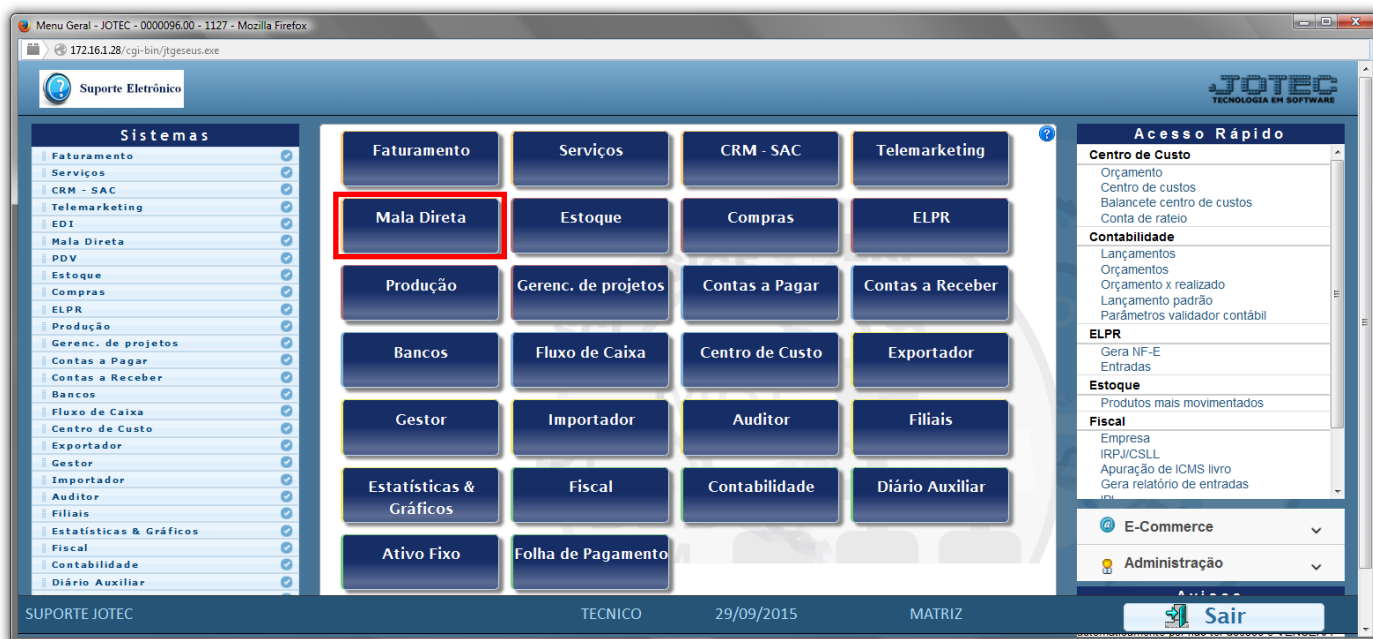 Menu Geral - JOTEC - 0000096.00 - 1127 - Mozilla Firefox
172.16.1.28/cgi-bin/jtgeseus.exe
Suporte Eletrônico
JOTEC
TECNOLOGIA EM SOFTWARE
Sistemas
Faturamento
Serviços
CRM - SAC
Telemarketing
EDI
Mala Direta
PDV
Estoque
Compras
ELPR
Produção
Gerenc. de projetos
Contas a Pagar
Contas a Receber
Bancos
Fluxo de Caixa
Centro de Custo
Exportador
Gestor
Importador
Auditor
Filiais
Estatísticas & Gráficos
Fiscal
Contabilidade
Diário Auxiliar
Faturamento
Serviços
CRM - SAC
Telemarketing
Mala Direta
Estoque
Compras
ELPR
Produção
Gerenc. de projetos
Contas a Pagar
Contas a Receber
Bancos
Fluxo de Caixa
Centro de Custo
Exportador
Gestor
Importador
Auditor
Filiais
Estatísticas &
Gráficos
Fiscal
Contabilidade
Diário Auxiliar
Ativo Fixo
Folha de Pagamento
Acesso Rápido
Centro de Custo
Orçamento
Centro de custos
Balancete centro de custos
Conta de rateio
Contabilidade
Lançamentos
Orçamentos
Orçamento x realizado
Lançamento padrão
Parâmetros validador contábil
ELPR
Gera NF-E
Entradas
Estoque
Produtos mais movimentados
Fiscal
Empresa
IRPJ/CSLL
Apuração de ICMS livro
Gera relatório de entradas
IPI
E-Commerce
Administração
Avisos
SUPORTE JOTEC
TECNICO
29/09/2015
MATRIZ
Sair